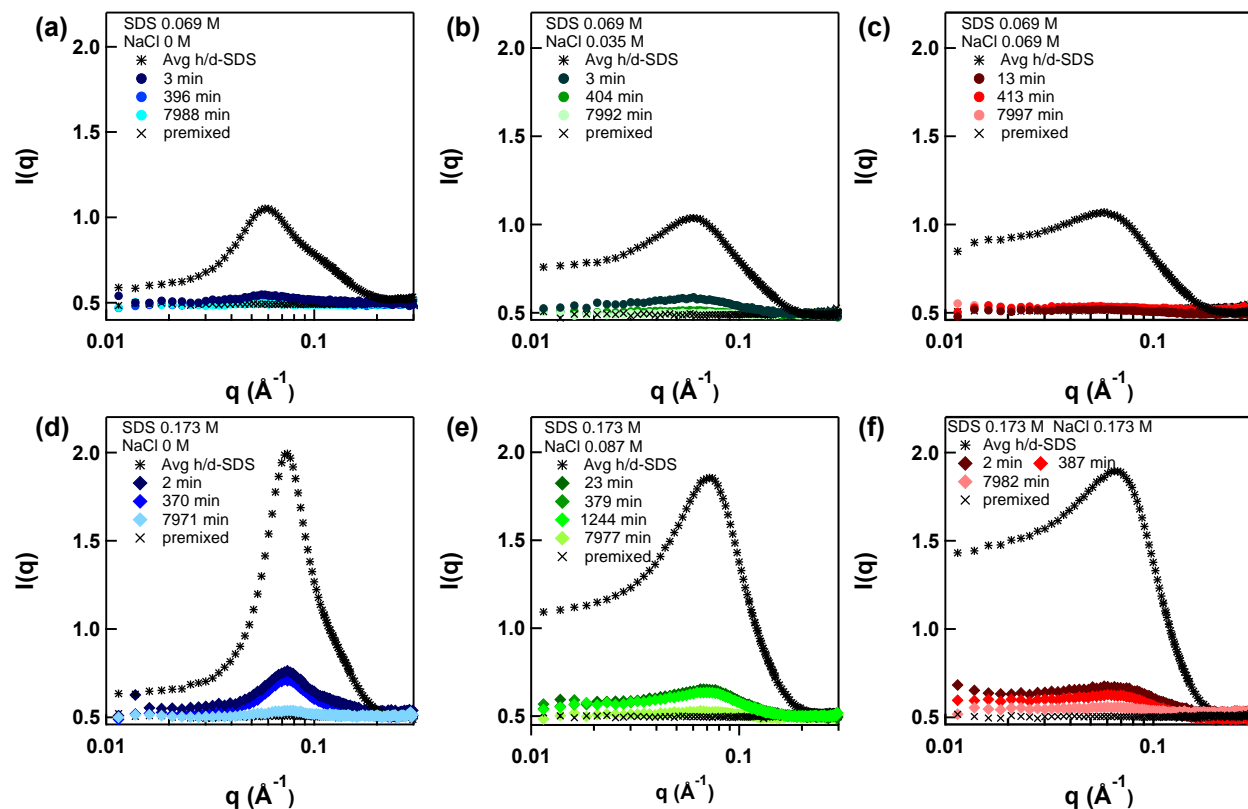 (a)
SDS 0.069 M
NaCl 0 M
Avg h/d-SDS
3 min
396 min
7988 min
premixed
2.0
1.5
1.0
0.5
I(q)
0.01
0.1
q (Å-1)
(b)
SDS 0.069 M
NaCl 0.035 M
Avg h/d-SDS
3 min
404 min
7992 min
premixed
2.0
1.5
1.0
0.5
I(q)
0.01
0.1
q (Å-1)
(c)
SDS 0.069 M
NaCl 0.069 M
Avg h/d-SDS
13 min
413 min
7997 min
premixed
2.0
1.5
1.0
0.5
I(q)
0.01
0.1
q (Å-1)
(d)
SDS 0.173 M
NaCl 0 M
Avg h/d-SDS
2 min
370 min
7971 min
premixed
2.0
1.5
1.0
0.5
I(q)
0.01
0.1
q (Å-1)
(e)
SDS 0.173 M
NaCl 0.087 M
Avg h/d-SDS
23 min
379 min
1244 min
7977 min
premixed
2.0
1.5
1.0
0.5
I(q)
0.01
0.1
q (Å-1)
(f)
SDS 0.173 M NaCl 0.173 M
Avg h/d-SDS
2 min 387 min
7982 min
premixed
2.0
1.5
1.0
0.5
I(q)
0.01
0.1
q (Å-1)